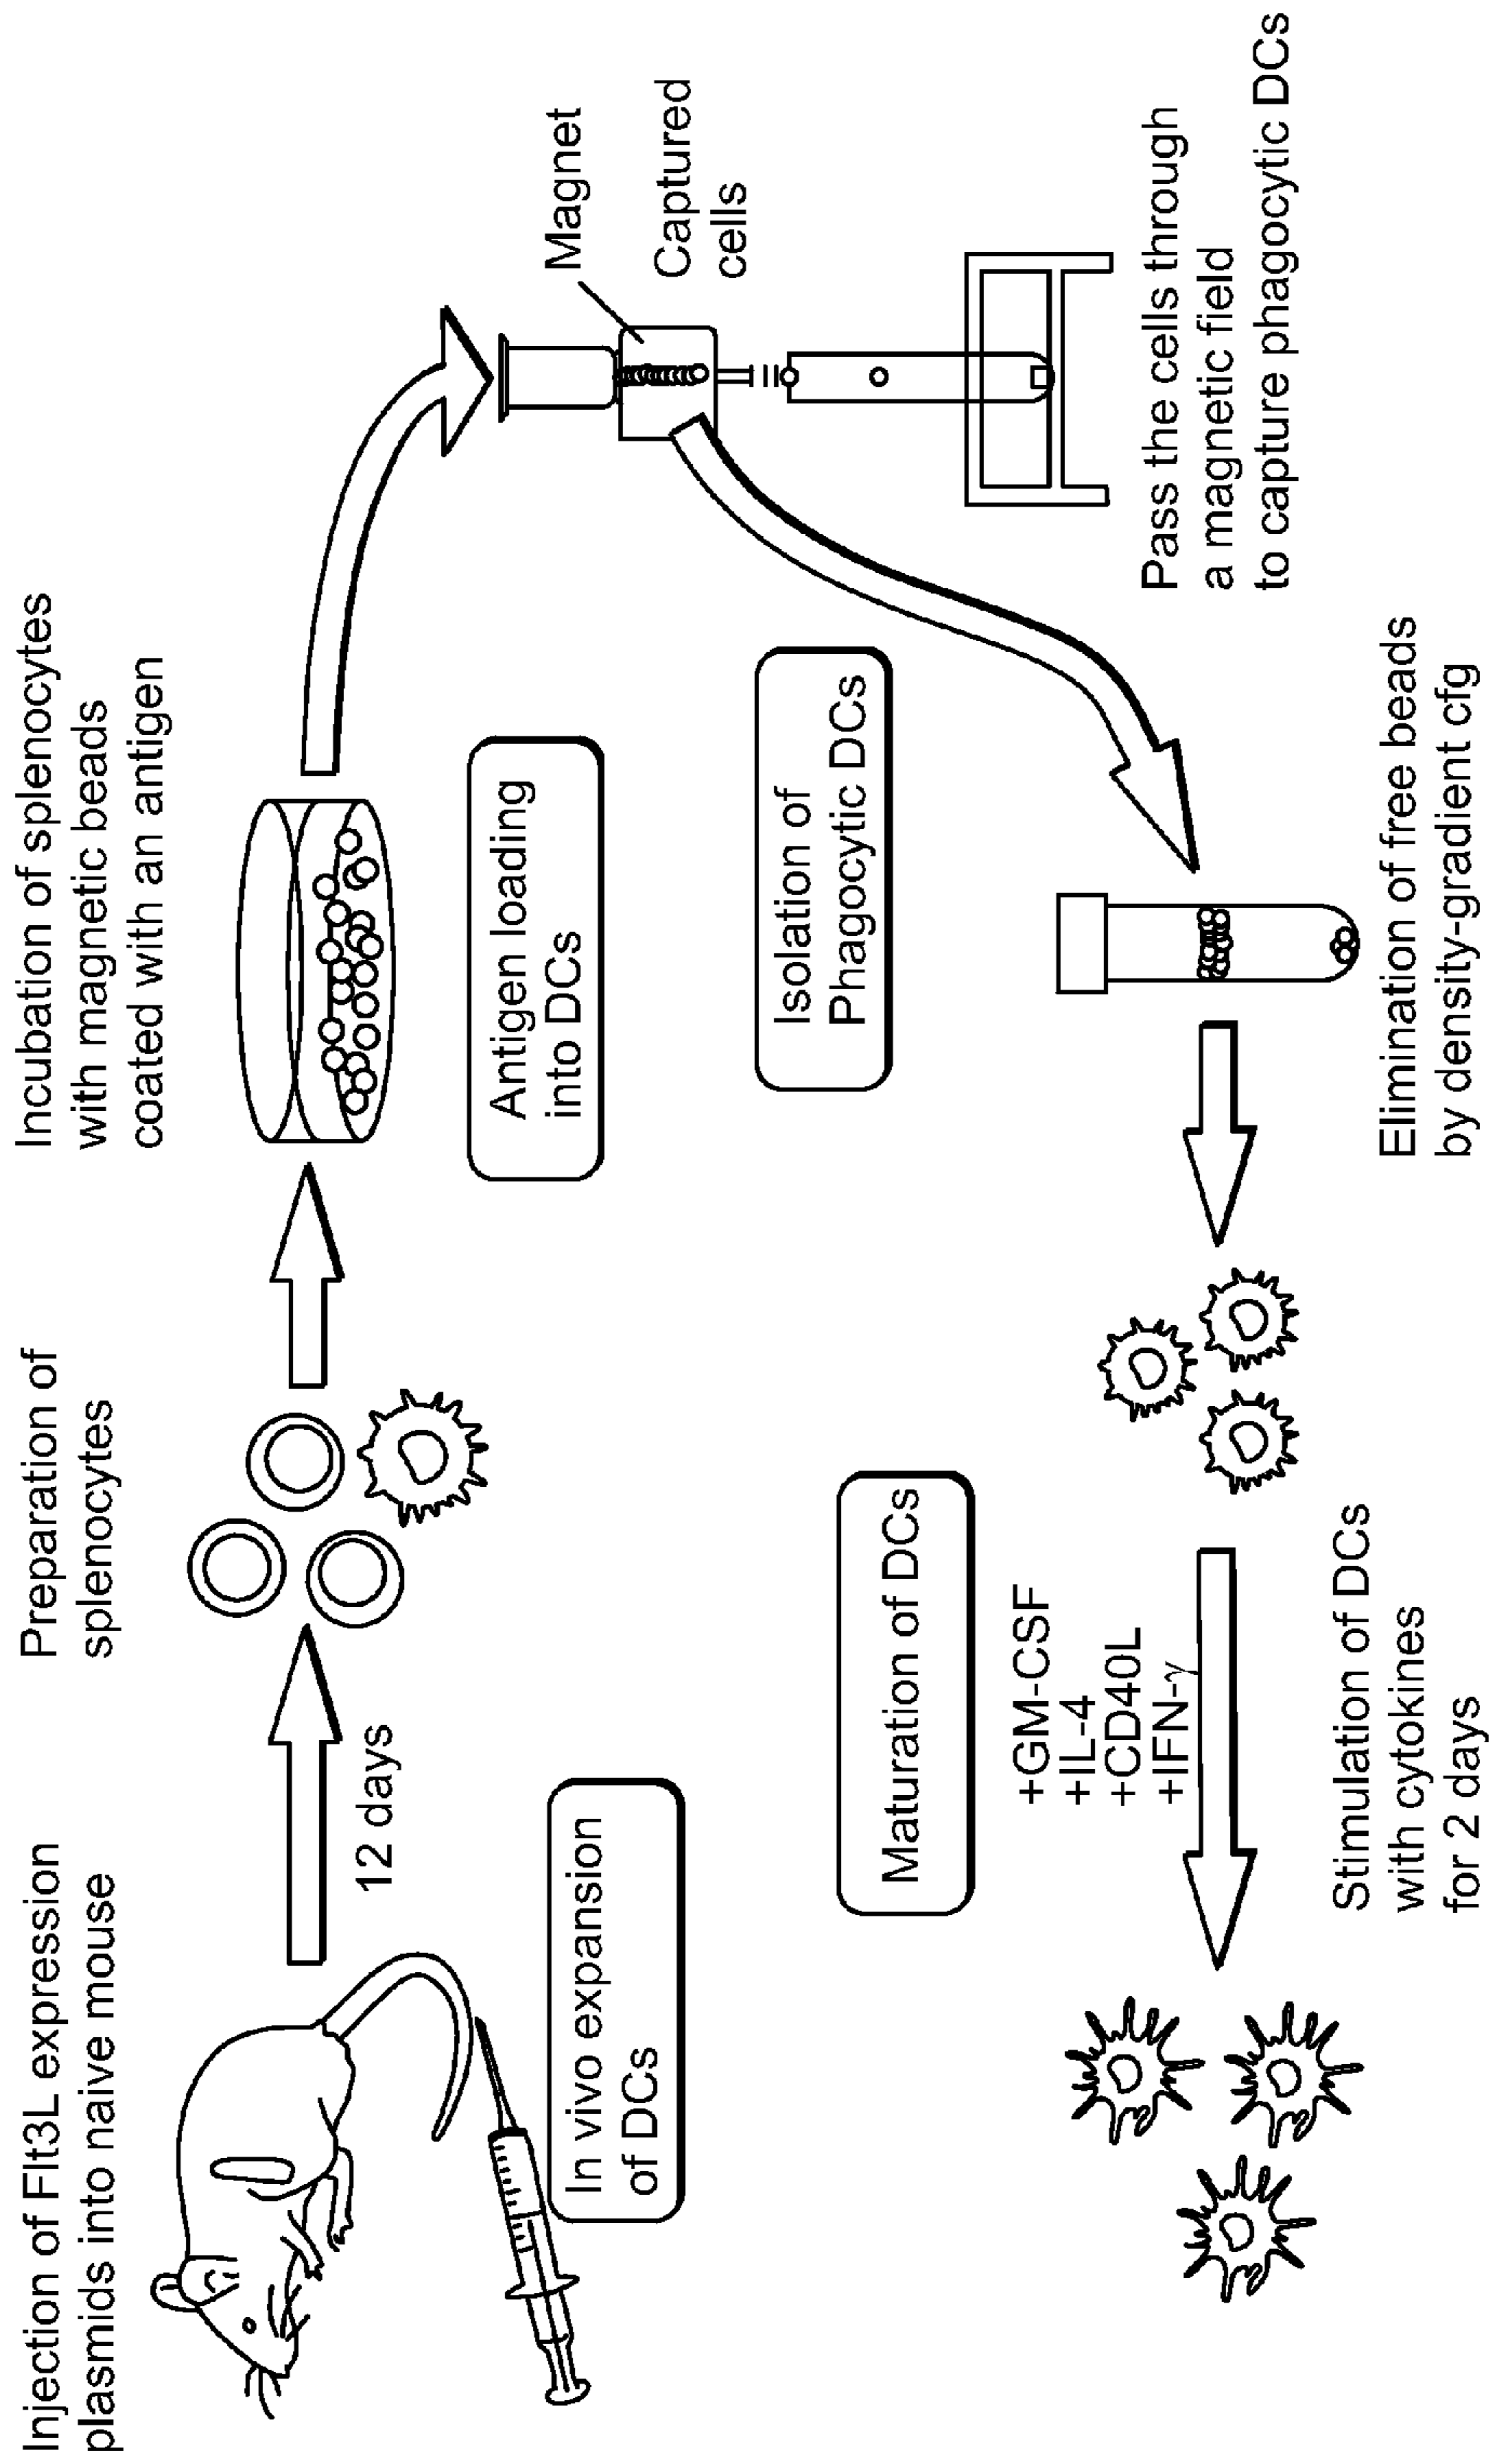 Injection of Flt3L expression
plasmids into naive mouse
12 days
In vivo expansion
of DCs
Preparation of
splenocytes
Incubation of splenocytes
with magnetic beads
coated with an antigen
Antigen loading
into DCs
Magnet
Captured
cells
Pass the cells through
a magnetic field
to capture phagocytic DCs
Isolation of
Phagocytic DCs
Elimination of free beads
by density-gradient cfg
Maturation of DCs
+GM-CSF
+IL-4
+CD40L
+IFN-γ
Stimulation of DCs
with cytokines
for 2 days